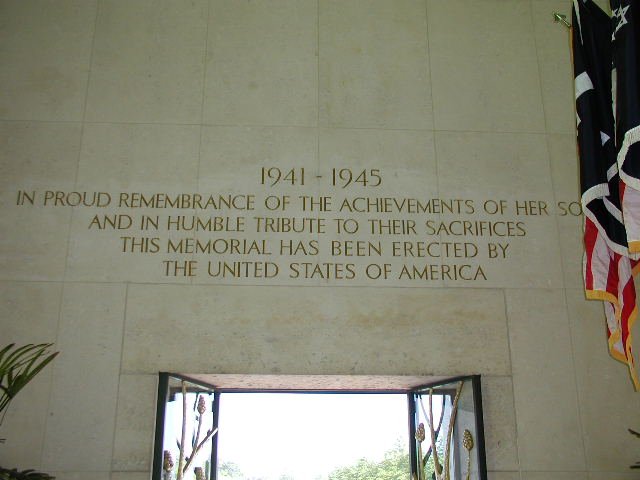 1941 - 1945
IN PROUD REMEMBRANCE OF THE ACHIEVEMENTS OF HER SO
AND IN HUMBLE TRIBUTE TO THEIR SACRIFICES
THIS MEMORIAL HAS BEEN ERECTED BY
THE UNITED STATES OF AMERICA